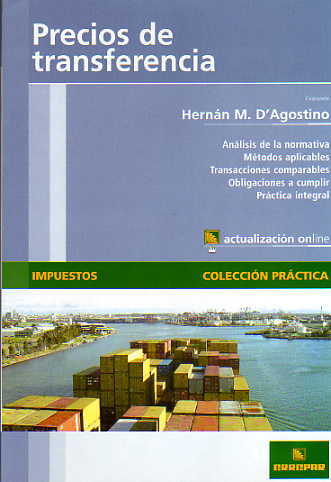 Precios de
transferencia
Hernán M. D'Agostino
Análisis de la normativa
Métodos aplicables
Transacciones comparables
Obligaciones a cumplir
Práctica integral
actualización online
IMPUESTOS
COLECCIÓN PRÁCTICA
ERREPAR